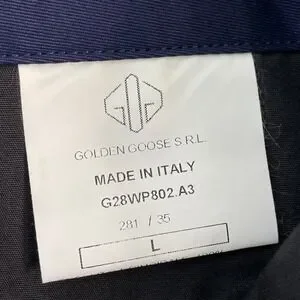 GOLDEN GOOSE S.R.L.
MADE IN ITALY
G28WP802.A3
281 / 35
L